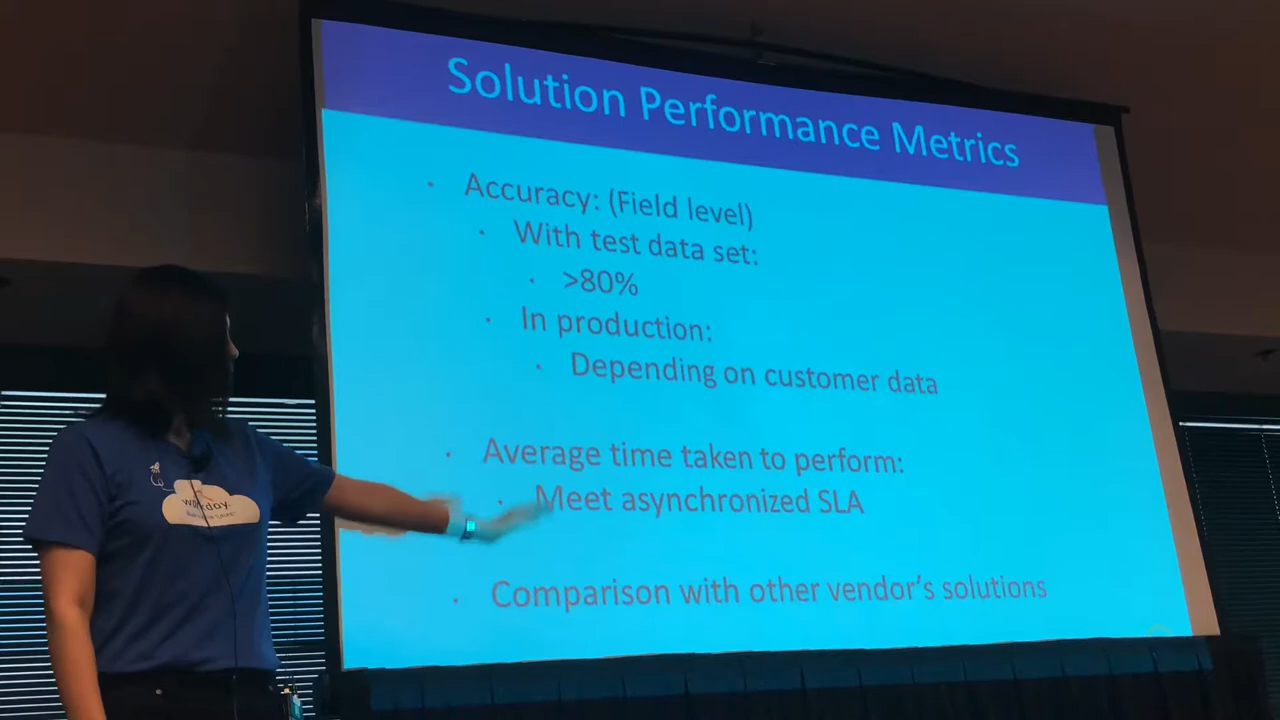 Solution Performance Metrics
· Accuracy: (Field level)
· With test data set:
· >80%
· In production:
· Depending on customer data
· Average time taken to perform:
· Meet asynchronized SLA
· Comparison with other vendor's solutions
workday